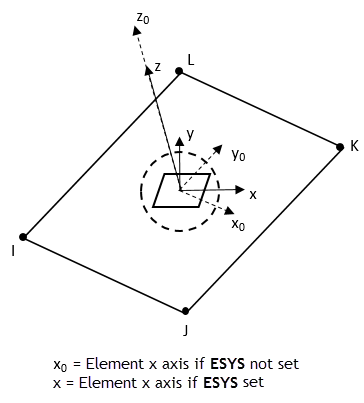 z₀
z
L
y
y₀
K
x
x₀
I
J
x₀ = Element x axis if ESYS not set
x = Element x axis if ESYS set